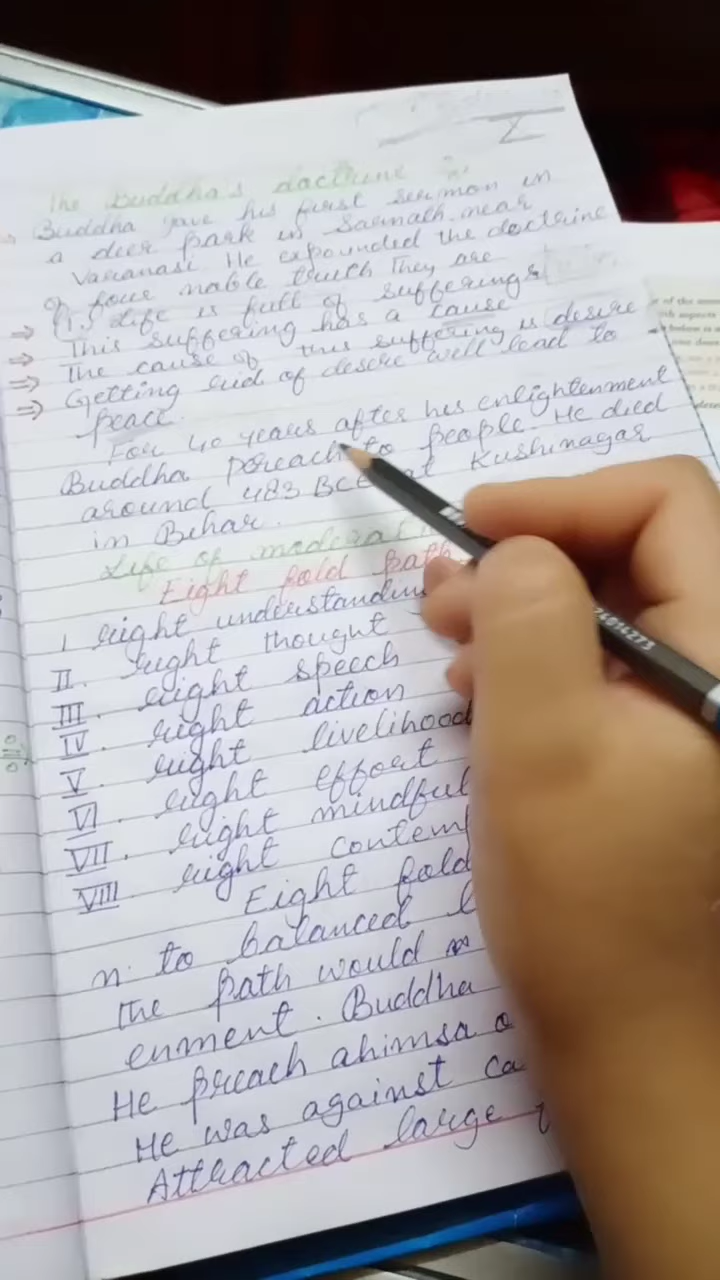 The Buddha's doctrine
Buddha gave his first sermon in
a deer park in Sarnath near
Varanasi He expounded the doctrine
of four noble truth They are
(1.) Life is full of sufferings
⇒ This suffering has a cause
⇒ The cause of this suffering is desire
⇒ Getting rid of desire will lead to
⇒ peace.
For 40 years after his enlightenment
Buddha preach to people. He died
around 483 BCE at Kushinagar
in Bihar.
Life of
Eight fold path
I right understanding
II. right thought
III. right speech
IV. right action
V. right livelihood
VI. right effort
VII. right mindful
VIII. right contem
Eight fold
n. to balanced
the path would
enment. Buddha
He preach ahimsa
He was against ca
Attracted large
24014273